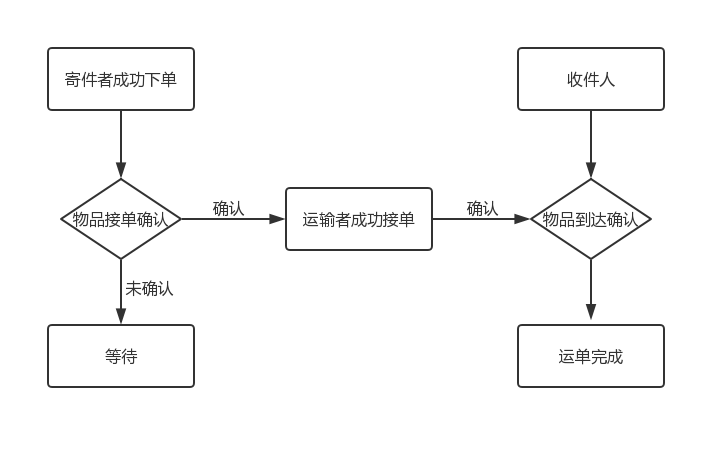 寄件者成功下单
收件人
物品接单确认
确认
运输者成功接单
确认
物品到达确认
未确认
等待
运单完成